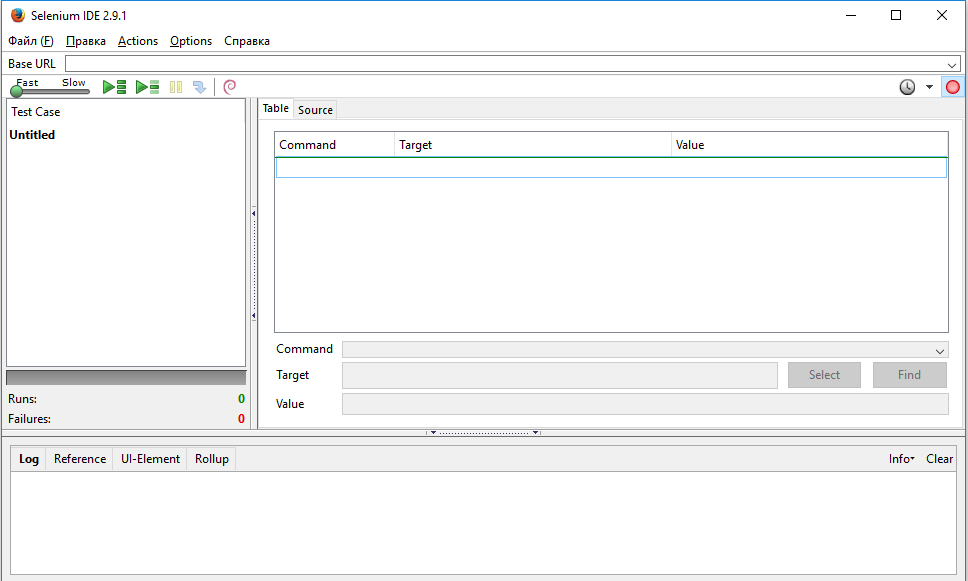 Selenium IDE 2.9.1
Файл (F) Правка Actions Options Справка
Base URL
Fast Slow
Test Case
Untitled
Table Source
Command Target Value
Command
Target Select Find
Value
Runs: 0
Failures: 0
Log Reference UI-Element Rollup Info Clear